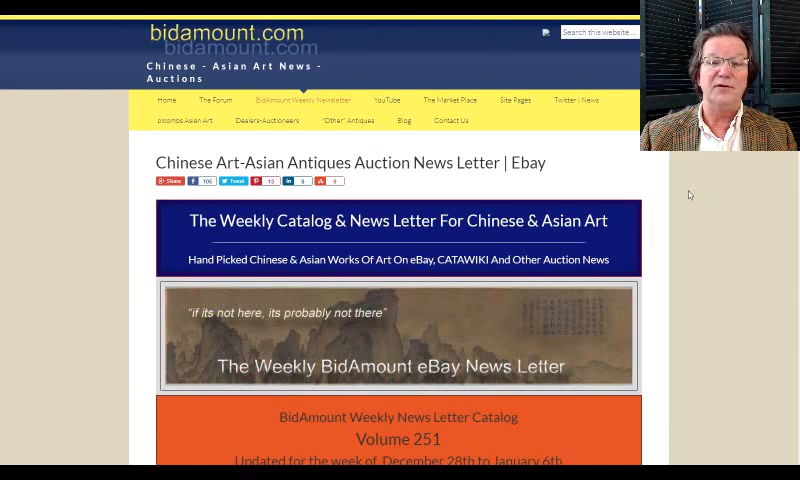 bidamount.com
bidamount.com
Chinese - Asian Art News -
Auctions
Search this website ...
Home The Forum BidAmount Weekly Newsletter YouTube The Market Place Site Pages Twitter | News
plcombs Asian Art Dealers-Auctioneers "Other" Antiques Blog Contact Us
Chinese Art-Asian Antiques Auction News Letter | Ebay
Share 105 Tweet 13 0 0
The Weekly Catalog & News Letter For Chinese & Asian Art
Hand Picked Chinese & Asian Works Of Art On eBay, CATAWIKI And Other Auction News
"if its not here, its probably not there"
The Weekly BidAmount eBay News Letter
BidAmount Weekly News Letter Catalog
Volume 251
Updated for the week of December 28th to January 6th